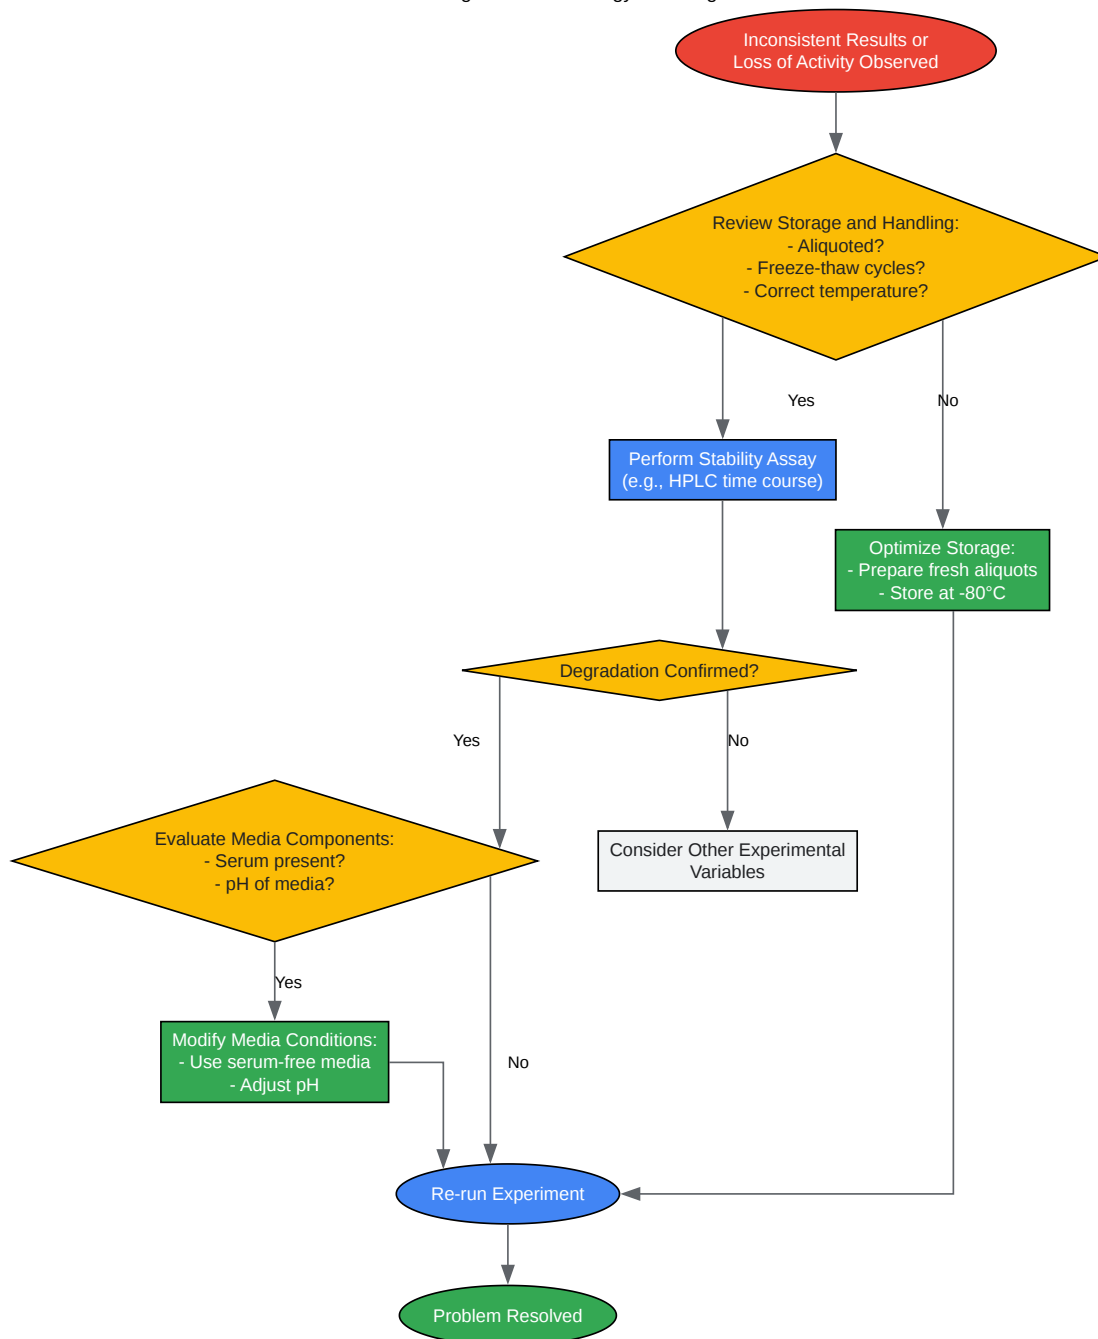 Inconsistent Results or
Loss of Activity Observed
Review Storage and Handling:
- Aliquoted?
- Freeze-thaw cycles?
- Correct temperature?
Yes
No
Perform Stability Assay
(e.g., HPLC time course)
Optimize Storage:
- Prepare fresh aliquots
- Store at -80°C
Degradation Confirmed?
Yes
No
Evaluate Media Components:
- Serum present?
- pH of media?
Consider Other Experimental
Variables
Yes
Modify Media Conditions:
- Use serum-free media
- Adjust pH
No
Re-run Experiment
Problem Resolved